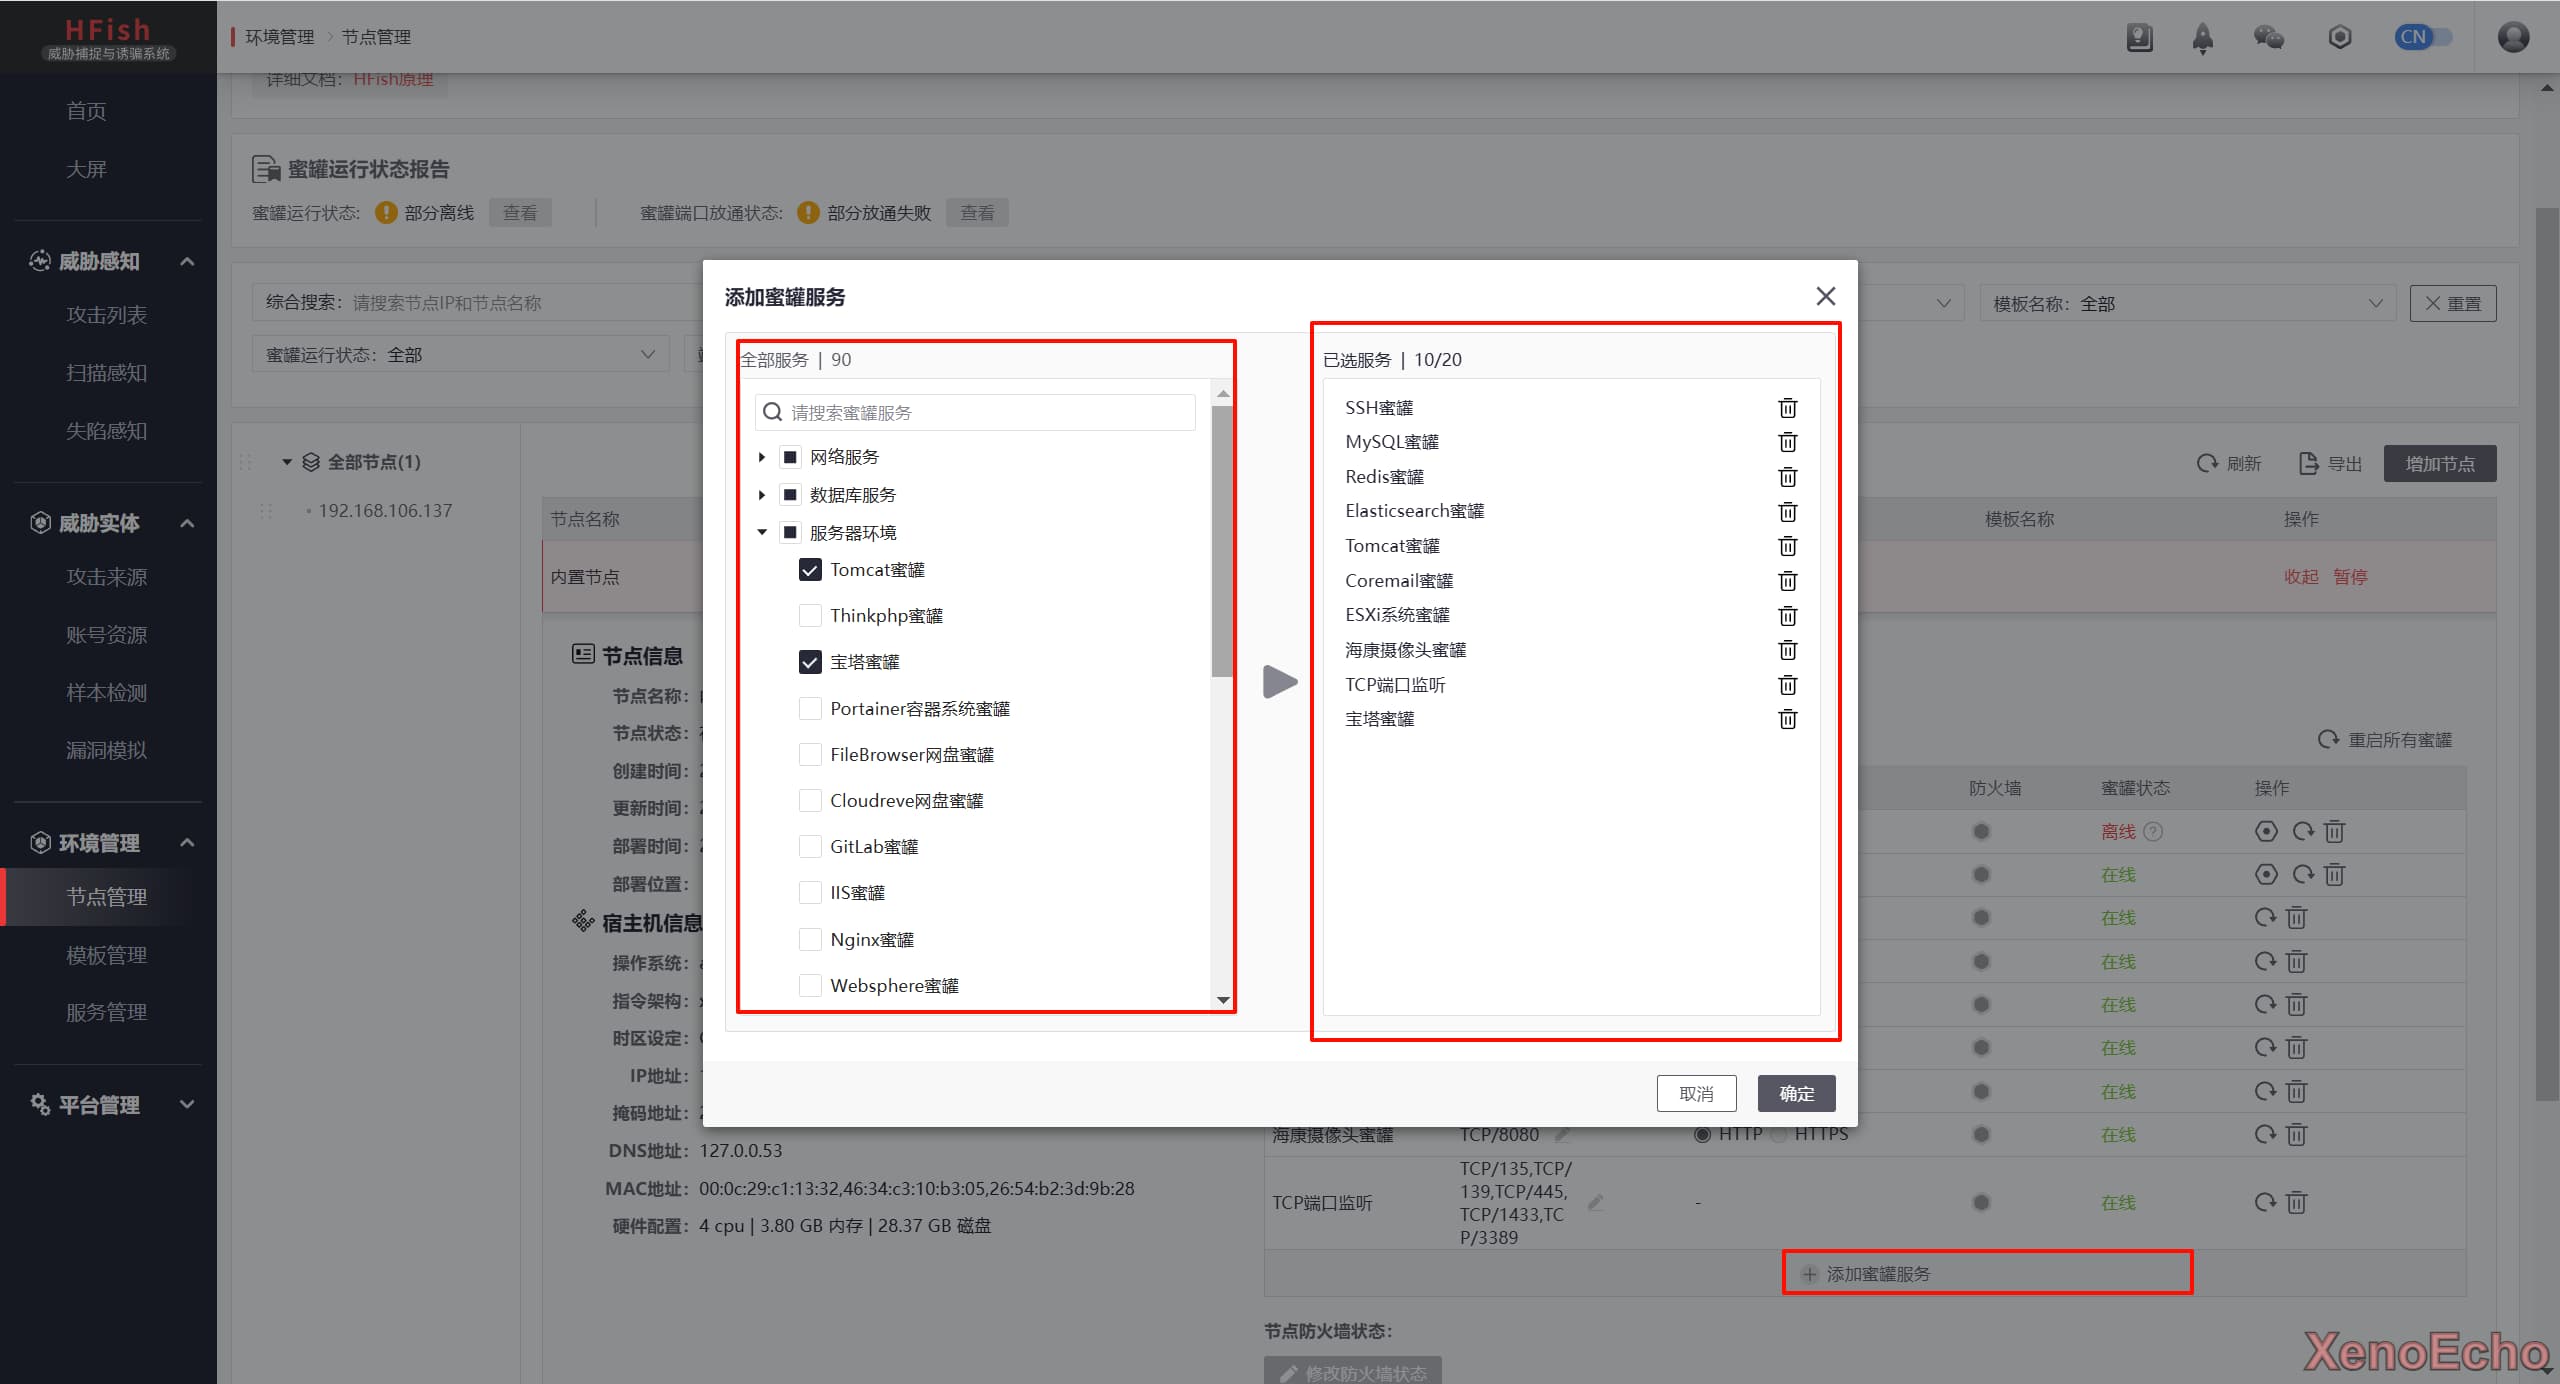 HFish
威胁捕捉与诱骗系统
环境管理 > 节点管理
CN
首页
大屏
威胁感知
攻击列表
扫描感知
失陷感知
威胁实体
攻击来源
账号资源
样本检测
漏洞模拟
环境管理
节点管理
模板管理
服务管理
平台管理
详细文档： HFish原理
蜜罐运行状态报告
蜜罐运行状态: 部分离线 查看
蜜罐端口放通状态: 部分放通失败 查看
综合搜索： 请搜索节点IP和节点名称
模板名称： 全部
重置
蜜罐运行状态： 全部
全部节点(1)
192.168.106.137
刷新 导出 增加节点
节点名称 模板名称 操作
内置节点 收起 暂停
节点信息
节点名称：
节点状态：
创建时间：
更新时间：
部署时间：
部署位置：
宿主机信息
操作系统：
指令架构：
时区设定：
IP地址：
掩码地址：
DNS地址： 127.0.0.53
MAC地址： 00:0c:29:c1:13:32,46:34:c3:10:b3:05,26:54:b2:3d:9b:28
硬件配置： 4 cpu | 3.80 GB 内存 | 28.37 GB 磁盘
添加蜜罐服务
全部服务 | 90
请搜索蜜罐服务
网络服务
数据库服务
服务器环境
Tomcat蜜罐
Thinkphp蜜罐
宝塔蜜罐
Portainer容器系统蜜罐
FileBrowser网盘蜜罐
Cloudreve网盘蜜罐
GitLab蜜罐
IIS蜜罐
Nginx蜜罐
Websphere蜜罐
已选服务 | 10/20
SSH蜜罐
MySQL蜜罐
Redis蜜罐
Elasticsearch蜜罐
Tomcat蜜罐
Coremail蜜罐
ESXi系统蜜罐
海康摄像头蜜罐
TCP端口监听
宝塔蜜罐
取消 确定
重启所有蜜罐
防火墙 蜜罐状态 操作
离线
在线
在线
在线
在线
在线
在线
海康摄像头蜜罐 TCP/8080 HTTP HTTPS 在线
TCP端口监听 - 在线
TCP/135,TCP/
139,TCP/445,
TCP/1433,TC
P/3389
添加蜜罐服务
节点防火墙状态：
修改防火墙状态
XenoEcho